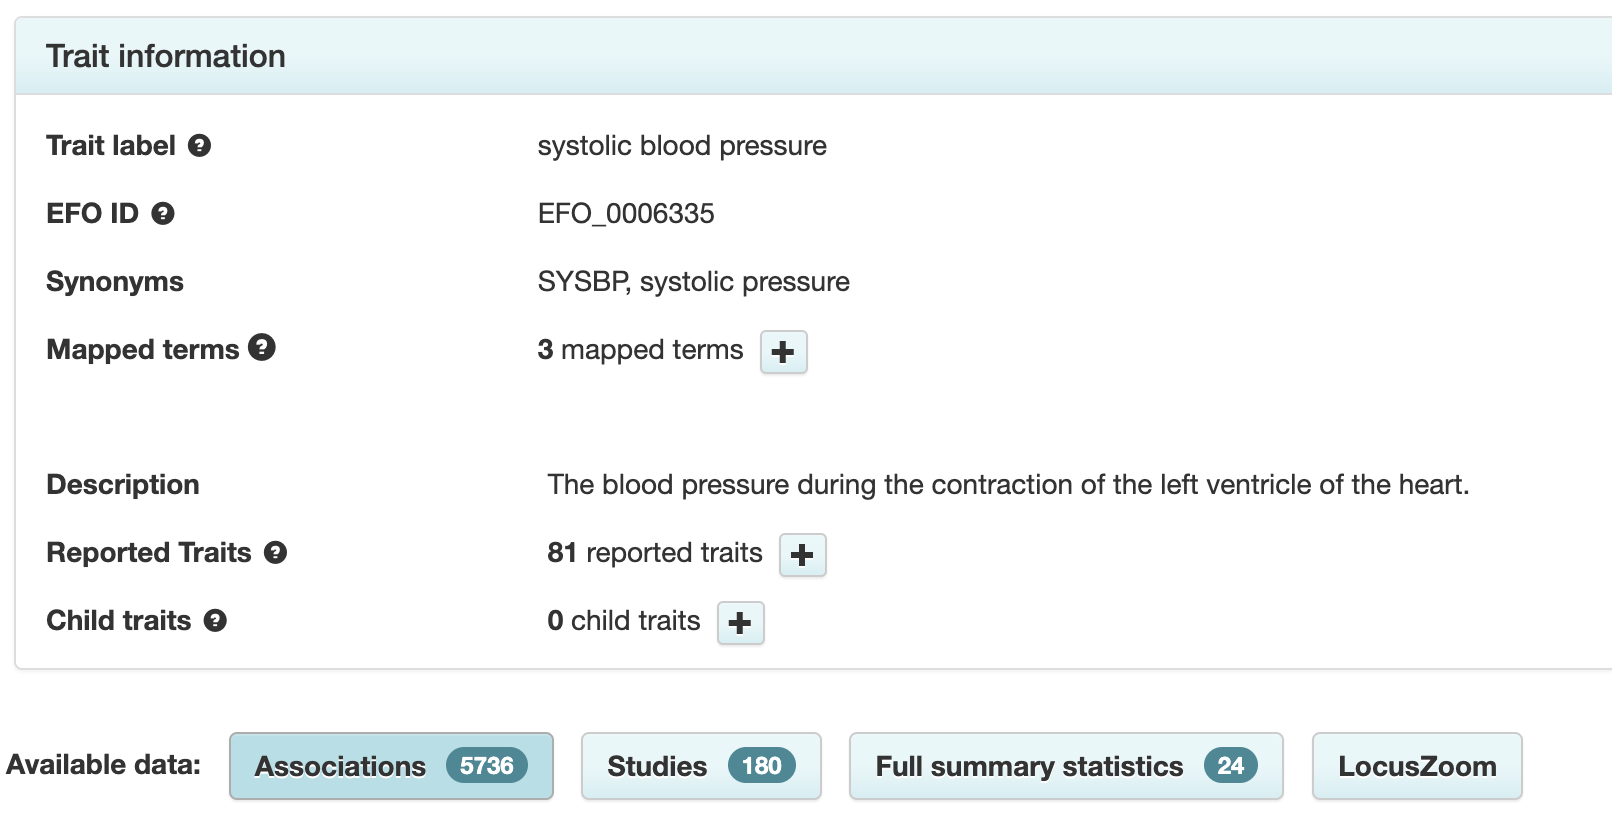 Trait information
Trait label ?
systolic blood pressure
EFO ID ?
EFO_0006335
Synonyms
SYSBP, systolic pressure
Mapped terms ?
3 mapped terms +
Description
The blood pressure during the contraction of the left ventricle of the heart.
Reported Traits ?
81 reported traits +
Child traits ?
0 child traits +
Available data: Associations 5736 Studies 180 Full summary statistics 24 LocusZoom